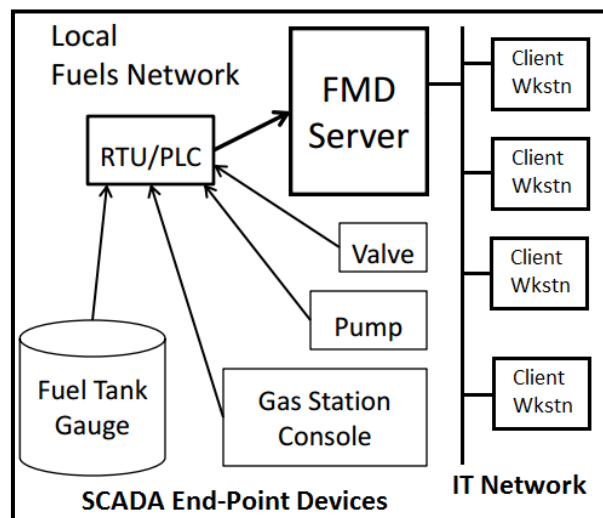 Local
Fuels Network
FMD
Server
RTU/PLC
Valve
Pump
Fuel Tank
Gauge
Gas Station
Console
SCADA End-Point Devices
Client
Wkstn
Client
Wkstn
Client
Wkstn
Client
Wkstn
IT Network